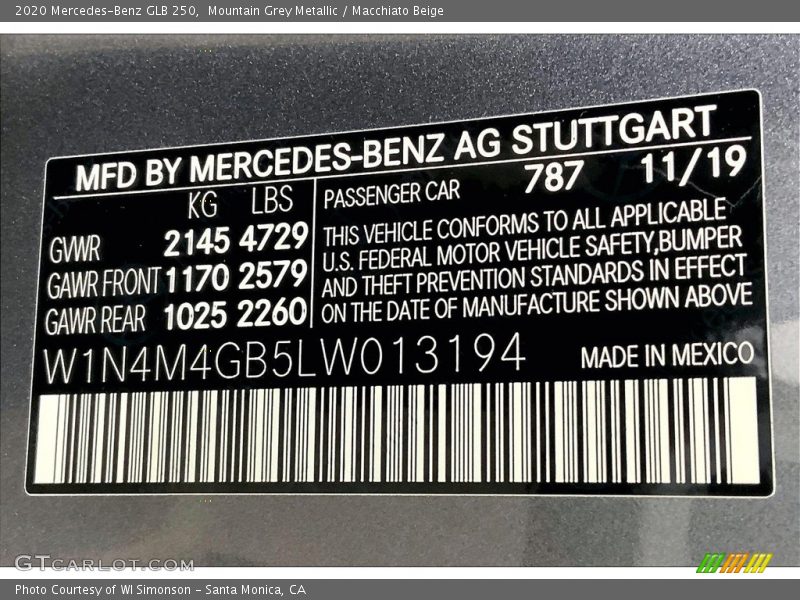 2020 Mercedes-Benz GLB 250,  Mountain Grey Metallic / Macchiato Beige
MFD BY MERCEDES-BENZ AG STUTTGART
KG LBS
GVWR 2145 4729
GAWR FRONT 1170 2579
GAWR REAR 1025 2260
PASSENGER CAR 787 11/19
THIS VEHICLE CONFORMS TO ALL APPLICABLE
U.S. FEDERAL MOTOR VEHICLE SAFETY,BUMPER
AND THEFT PREVENTION STANDARDS IN EFFECT
ON THE DATE OF MANUFACTURE SHOWN ABOVE
W1N4M4GB5LW013194 MADE IN MEXICO
GTCARLOT.COM
Photo Courtesy of WI Simonson – Santa Monica, CA